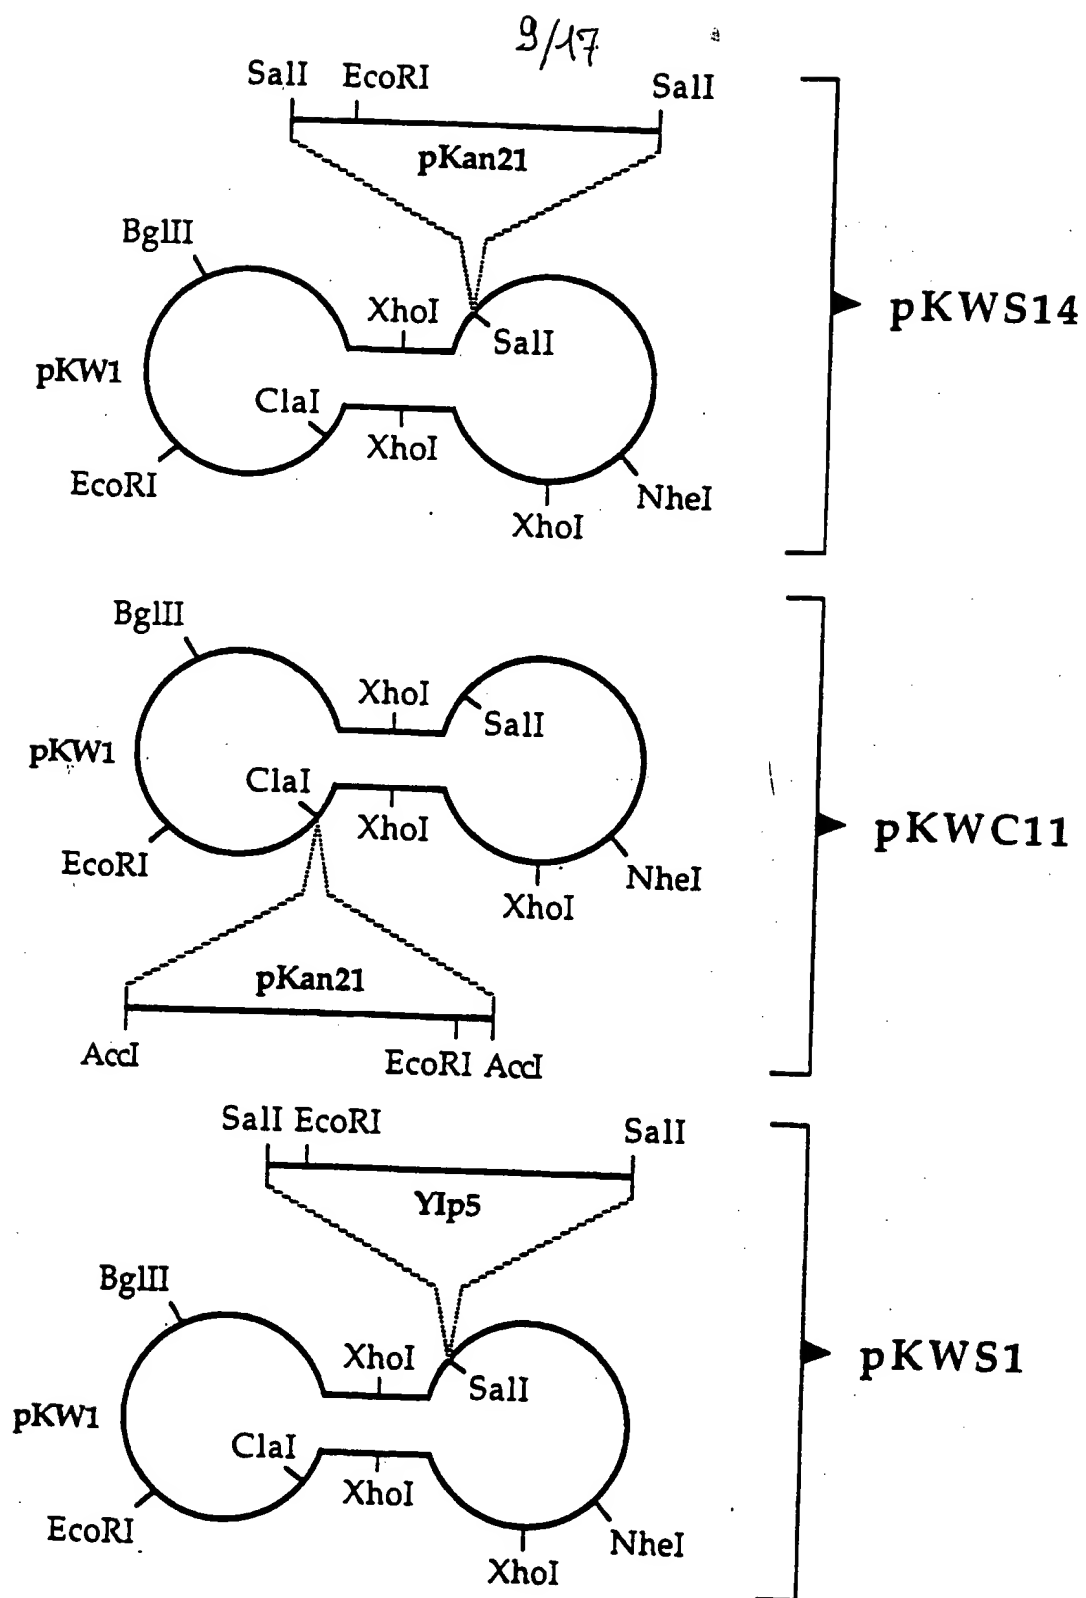 9/17
SalI EcoRI SalI
pKan21
BglII
XhoI
SalI
pKWS14
pKW1
ClaI
XhoI
EcoRI
NheI
XhoI
BglII
XhoI
SalI
pKW1
ClaI
XhoI
pKWC11
EcoRI
NheI
XhoI
pKan21
AccI EcoRI AccI
SalI EcoRI SalI
YIp5
BglII
XhoI
SalI
pKWS1
pKW1
ClaI
XhoI
EcoRI
NheI
XhoI